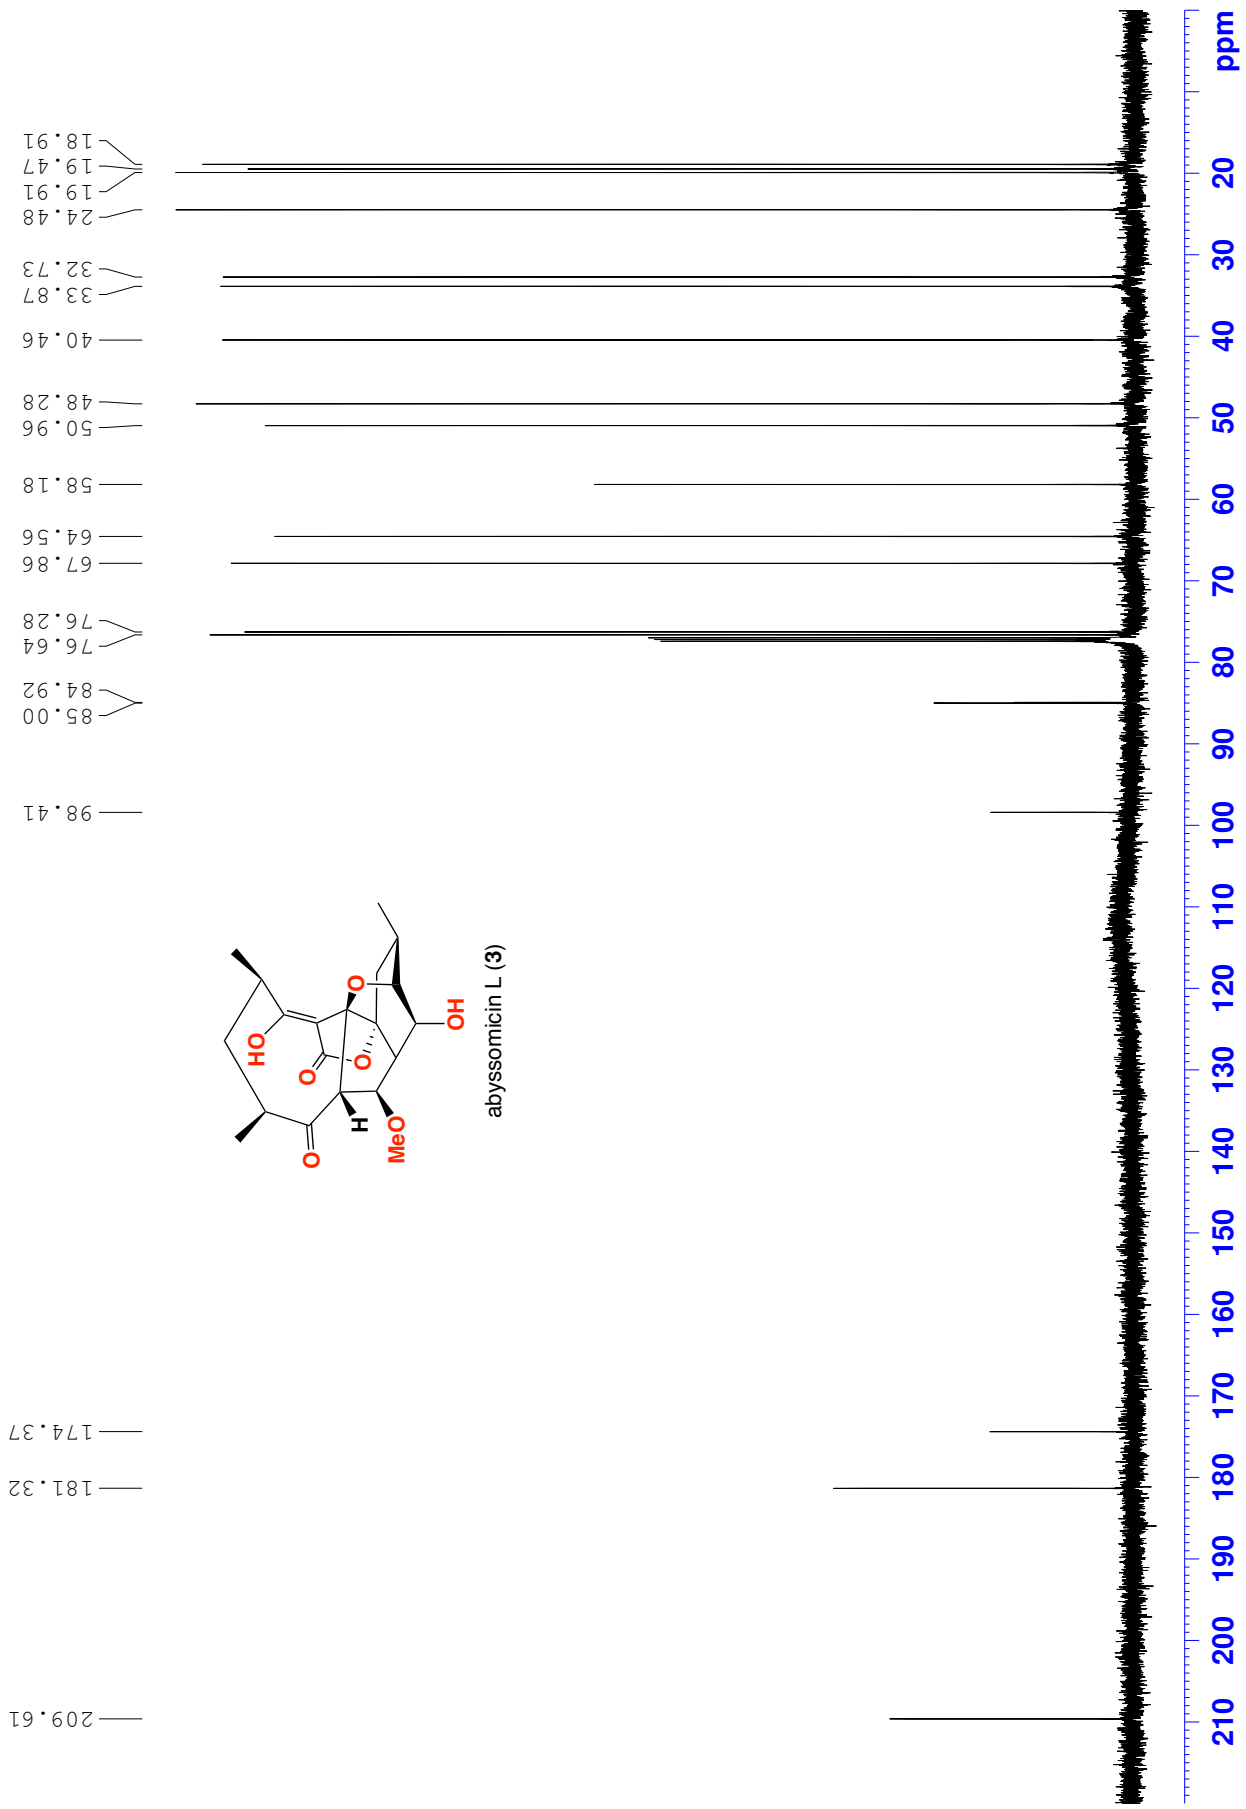 209.61
181.32
174.37
98.41
85.00
84.92
76.64
76.28
67.86
64.56
58.18
50.96
48.28
40.46
33.87
32.73
24.48
19.91
19.47
18.91
HO
O
O
O
O
H
MeO
OH
abyssomicin L (3)
210 200 190 180 170 160 150 140 130 120 110 100 90 80 70 60 50 40 30 20 ppm